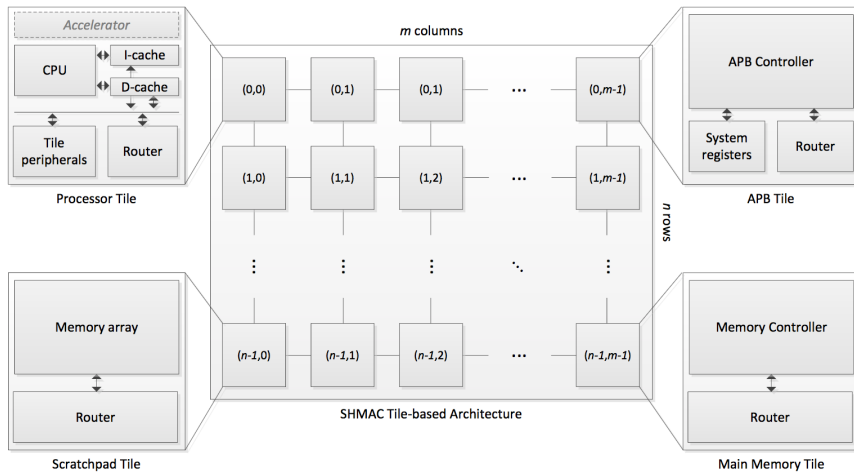 Accelerator
CPU
I-cache
D-cache
Tile
peripherals
Router
Processor Tile
m columns
(0,0)
(0,1)
(0,1)
...
(0,m-1)
(1,0)
(1,1)
(1,2)
...
(1,m-1)
n rows
(n-1,0)
(n-1,1)
(n-1,2)
...
(n-1,m-1)
SHMAC Tile-based Architecture
APB Controller
System
registers
Router
APB Tile
Memory array
Router
Scratchpad Tile
Memory Controller
Router
Main Memory Tile